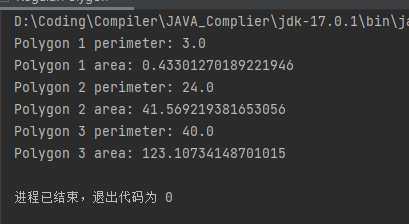 D:\Coding\Compiler\JAVA_Complier\jdk-17.0.1\bin\ja
Polygon 1 perimeter: 3.0
Polygon 1 area: 0.43301270189221946
Polygon 2 perimeter: 24.0
Polygon 2 area: 41.569219381653056
Polygon 3 perimeter: 40.0
Polygon 3 area: 123.10734148701015
进程已结束，退出代码为 0